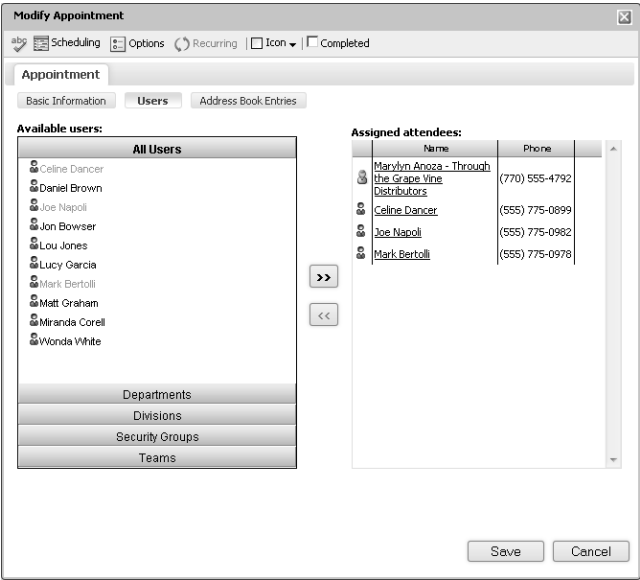 Modify Appointment
abc Scheduling Options Recurring Icon Completed
Appointment
Basic Information Users Address Book Entries
Available users:
All Users
Celine Dancer
Daniel Brown
Joe Napoli
Jon Bowser
Lou Jones
Lucy Garcia
Mark Bertolli
Matt Graham
Miranda Corell
Wonda White
Departments
Divisions
Security Groups
Teams
>>
<<
Assigned attendees:
Name Phone
Marylyn Anoza - Through
the Grape Vine (770) 555-4792
Distributors
Celine Dancer (555) 775-0899
Joe Napoli (555) 775-0982
Mark Bertolli (555) 775-0978
Save Cancel